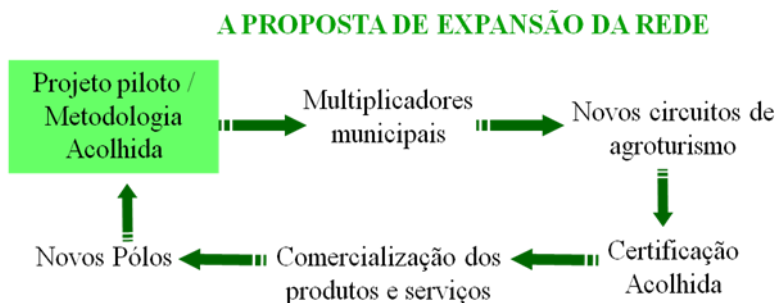 A PROPOSTA DE EXPANSÃO DA REDE
Projeto piloto /
Metodologia
Acolhida
Multiplicadores
municipais
Novos circuitos de
agroturismo
Novos Pólos
Comercialização dos
produtos e serviços
Certificação
Acolhida